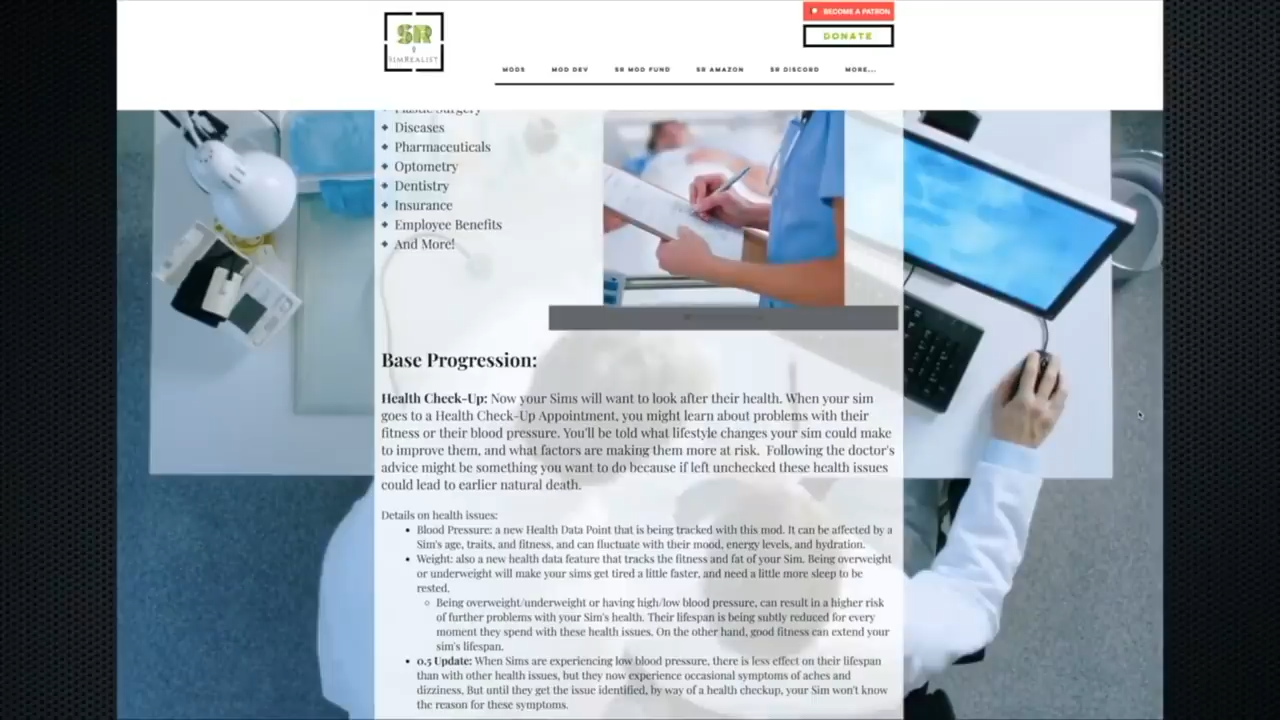 BECOME A PATRON
SR
SIMREALIST
DONATE
MODS MOD DEV SR MOD FUND SR AMAZON SR DISCORD MORE...
Plastic Surgery
Diseases
Pharmaceuticals
Optometry
Dentistry
Insurance
Employee Benefits
And More!
Base Progression:
Health Check-Up: Now your Sims will want to look after their health. When your sim
goes to a Health Check-Up Appointment, you might learn about problems with their
fitness or their blood pressure. You'll be told what lifestyle changes your sim could make
to improve them, and what factors are making them more at risk. Following the doctor's
advice might be something you want to do because if left unchecked these health issues
could lead to earlier natural death.
Details on health issues:
Blood Pressure: a new Health Data Point that is being tracked with this mod. It can be affected by a
Sim's age, traits, and fitness, and can fluctuate with their mood, energy levels, and hydration.
Weight: also a new health data feature that tracks the fitness and fat of your Sim. Being overweight
or underweight will make your sims get tired a little faster, and need a little more sleep to be
rested.
Being overweight/underweight or having high/low blood pressure, can result in a higher risk
of further problems with your Sim's health. Their lifespan is being subtly reduced for every
moment they spend with these health issues. On the other hand, good fitness can extend your
sim's lifespan.
0.5 Update: When Sims are experiencing low blood pressure, there is less effect on their lifespan
than with other health issues, but they now experience occasional symptoms of aches and
dizziness. But until they get the issue identified, by way of a health checkup, your Sim won't know
the reason for these symptoms.